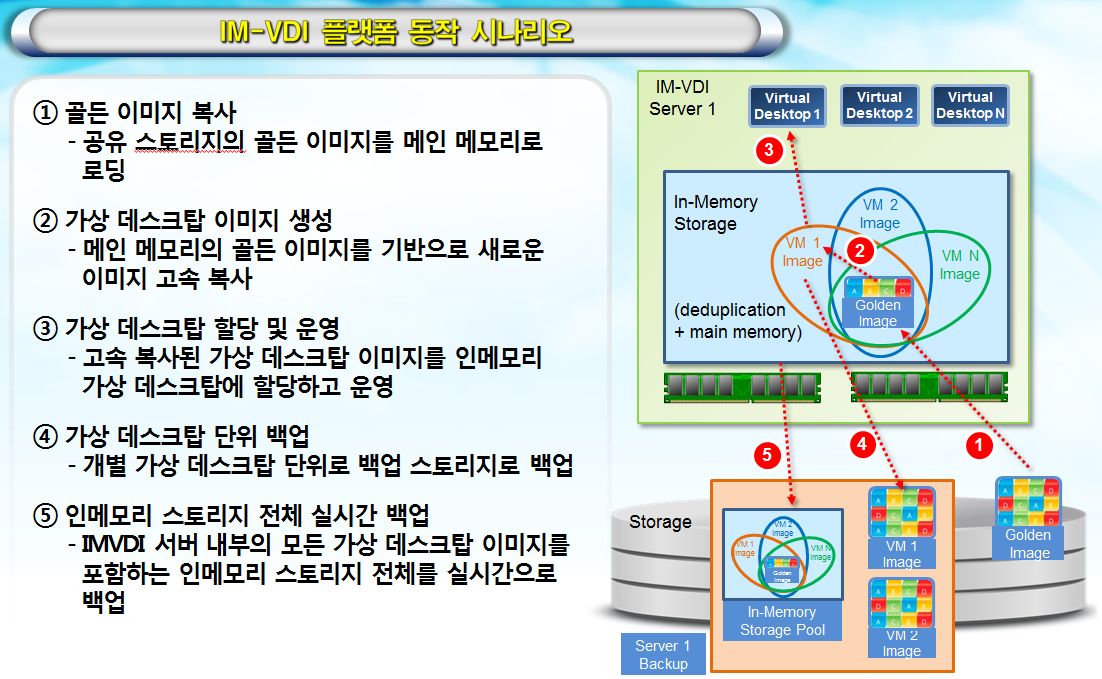 IM-VDI 플랫폼 동작 시나리오
① 골든 이미지 복사
- 공유 스토리지의 골든 이미지를 메인 메모리로
로딩
② 가상 데스크탑 이미지 생성
- 메인 메모리의 골든 이미지를 기반으로 새로운
이미지 고속 복사
③ 가상 데스크탑 할당 및 운영
- 고속 복사된 가상 데스크탑 이미지를 인메모리
가상 데스크탑에 할당하고 운영
④ 가상 데스크탑 단위 백업
- 개별 가상 데스크탑 단위로 백업 스토리지로 백업
⑤ 인메모리 스토리지 전체 실시간 백업
- IMVDI 서버 내부의 모든 가상 데스크탑 이미지를
포함하는 인메모리 스토리지 전체를 실시간으로
백업
IM-VDI
Server 1
Virtual
Desktop 1
Virtual
Desktop 2
Virtual
Desktop N
3
In-Memory
Storage
(deduplication
+ main memory)
VM 2
Image
VM 1
Image
2
VM N
Image
A B C D
Golden
Image
5
4
1
Storage
VM 2
Image
VM 1
Image
VM N
Image
Golden
Image
In-Memory
Storage Pool
A B C D
D C A B
C A B D
VM 1
Image
A B C D
D C A B
C A B D
VM 2
Image
A B C D
D C A B
C A B D
Golden
Image
Server 1
Backup